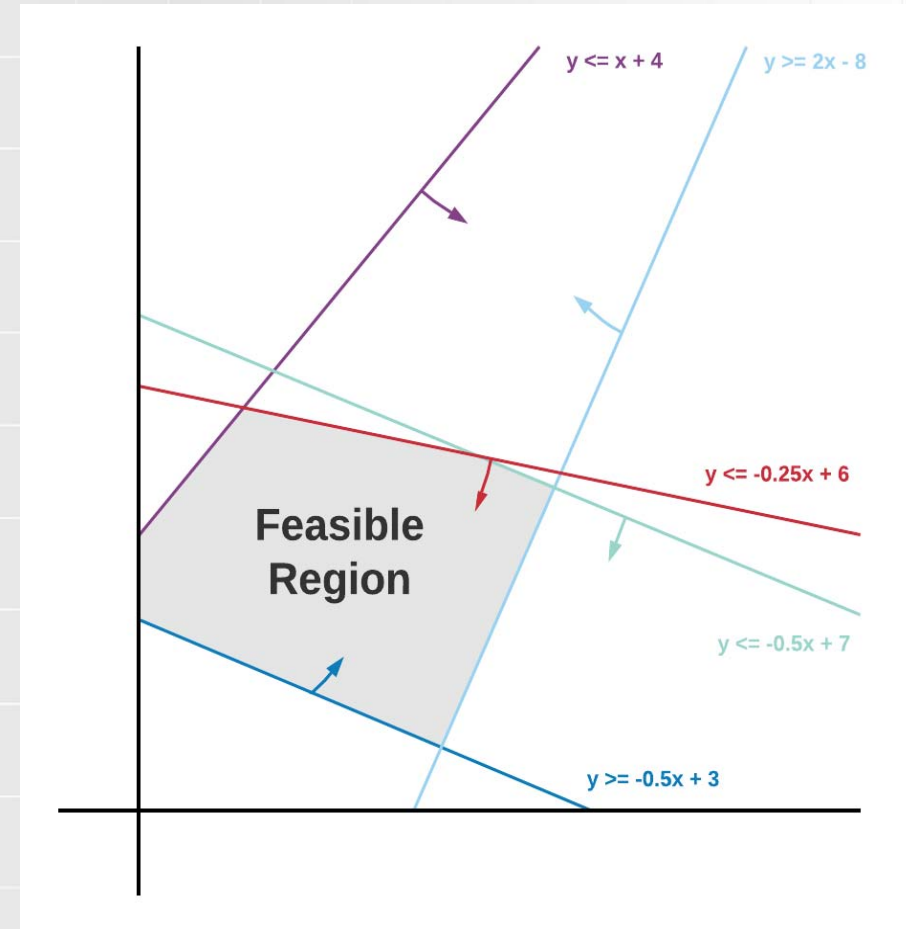 y <= x + 4
y >= 2x - 8
y <= -0.25x + 6
Feasible
Region
y <= -0.5x + 7
y >= -0.5x + 3